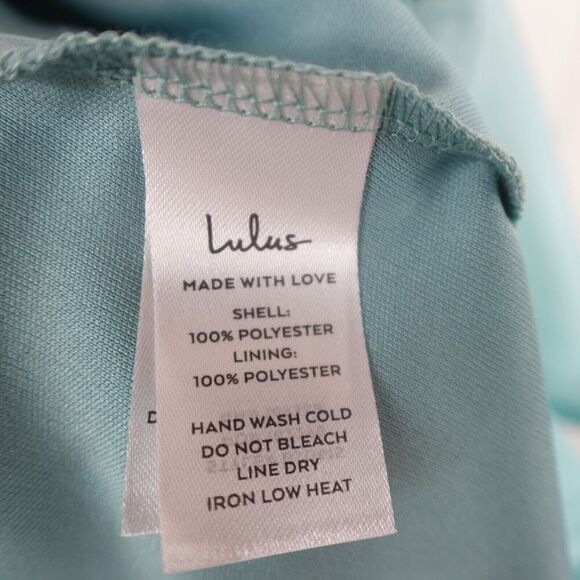 Lulus
MADE WITH LOVE
SHELL:
100% POLYESTER
LINING:
100% POLYESTER
HAND WASH COLD
DO NOT BLEACH
LINE DRY
IRON LOW HEAT
D